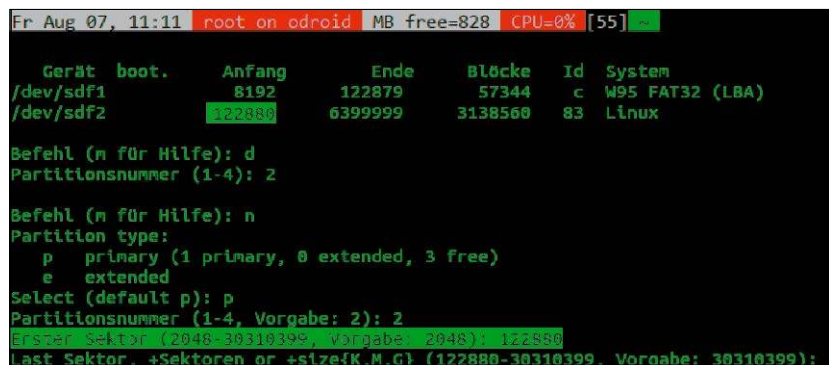 Fr Aug 07, 11:11 root on odroid MB free=828 CPU=0% [55] ~
Gerät boot. Anfang Ende Blöcke Id System
/dev/sdf1 8192 122879 57344 c W95 FAT32 (LBA)
/dev/sdf2 122880 6399999 3138560 83 Linux
Befehl (m für Hilfe): d
Partitionsnummer (1-4): 2
Befehl (m für Hilfe): n
Partition type:
p primary (1 primary, 0 extended, 3 free)
e extended
Select (default p): p
Partitionsnummer (1-4, Vorgabe: 2): 2
Erster Sektor (2048-30310399, Vorgabe: 2048): 122880
Last Sektor, +Sektoren or +size{K,M,G} (122880-30310399, Vorgabe: 30310399):